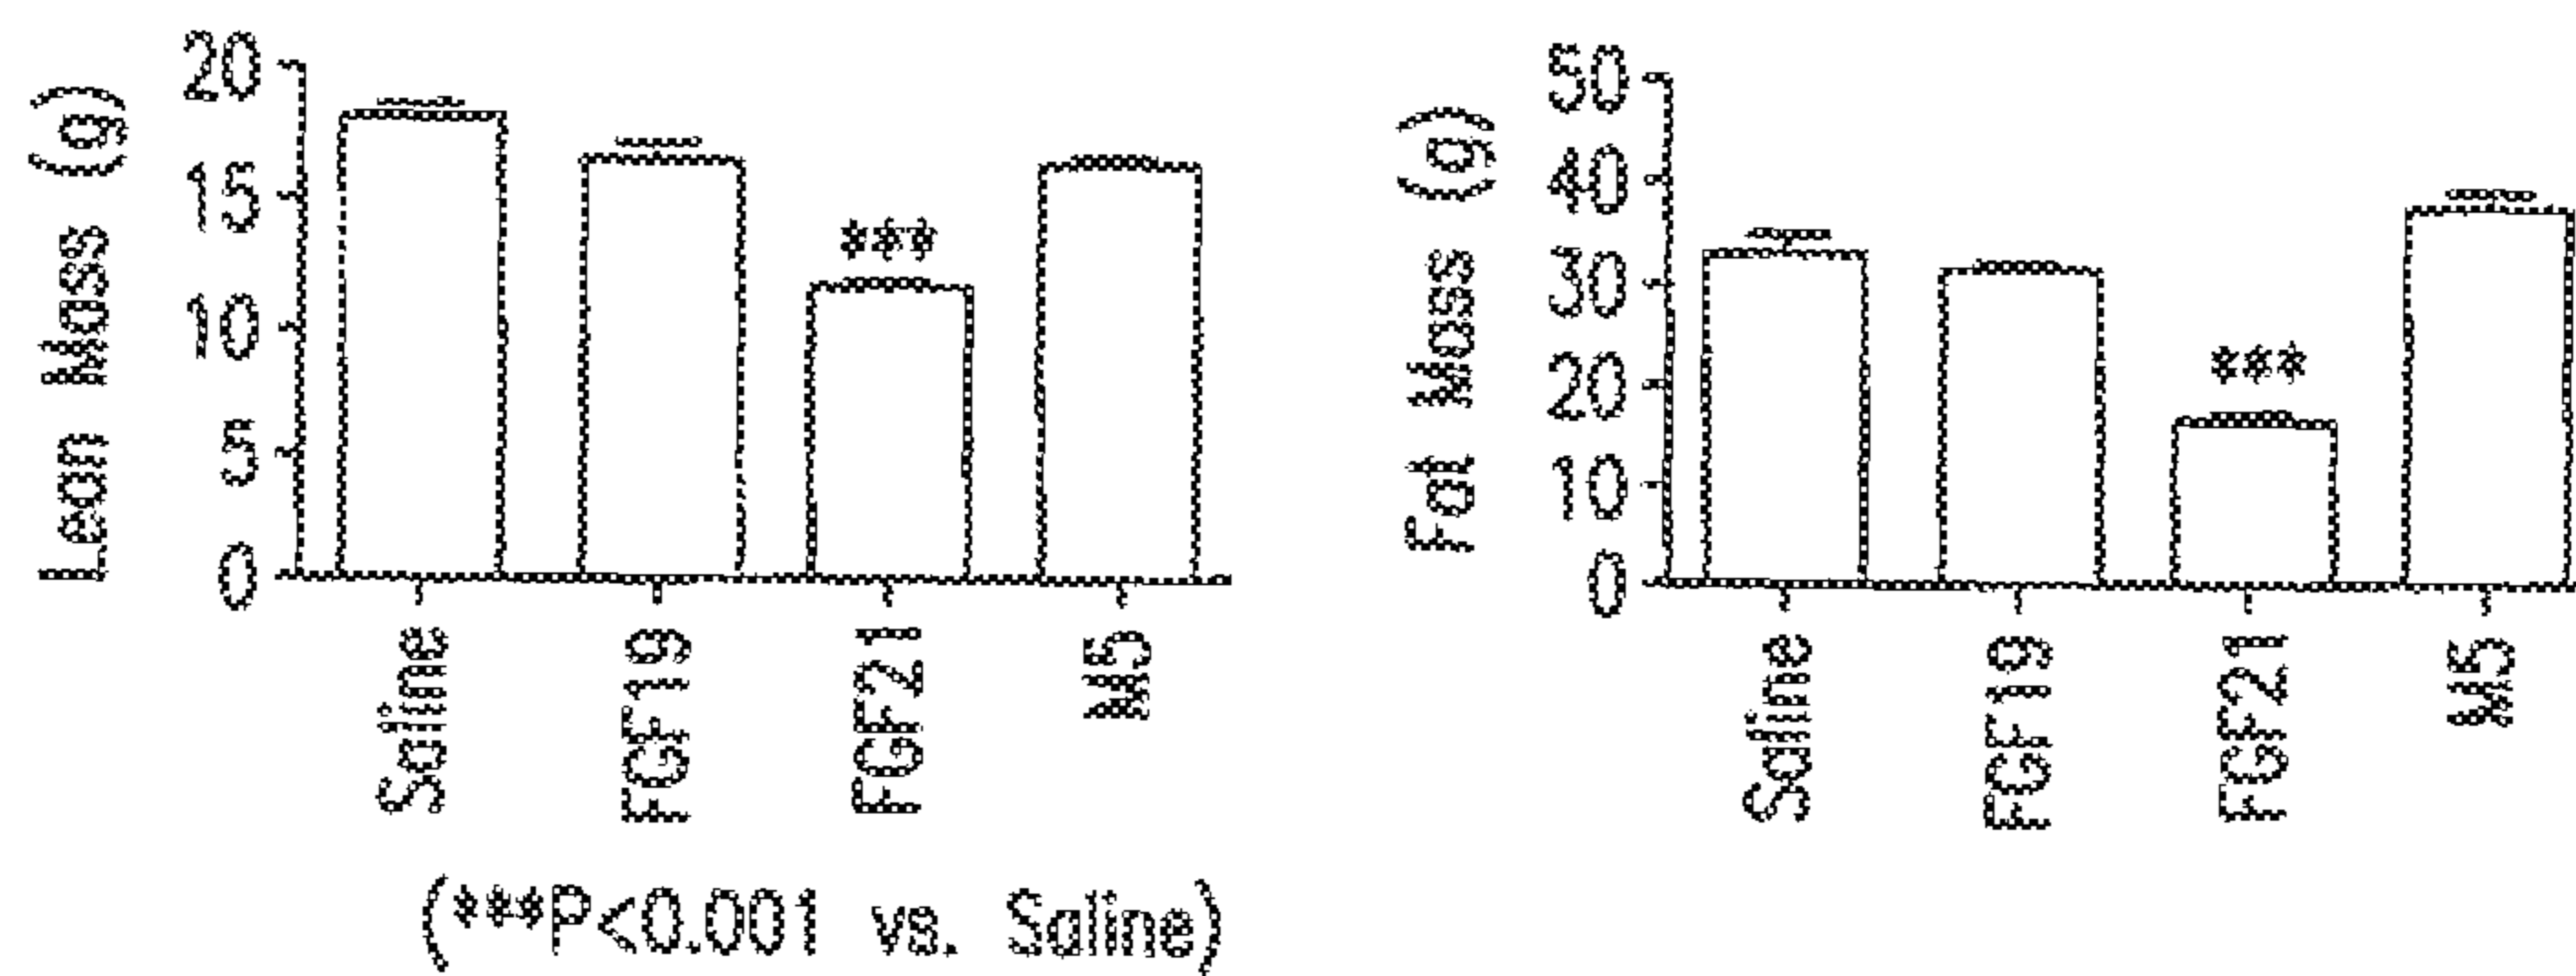 Lean Mass (g)
20
15
10
5
0
***
Saline
FGF19
FGF21
M5
(***P<0.001 vs. Saline)
Fat Mass (g)
50
40
30
20
10
0
***
Saline
FGF19
FGF21
M5